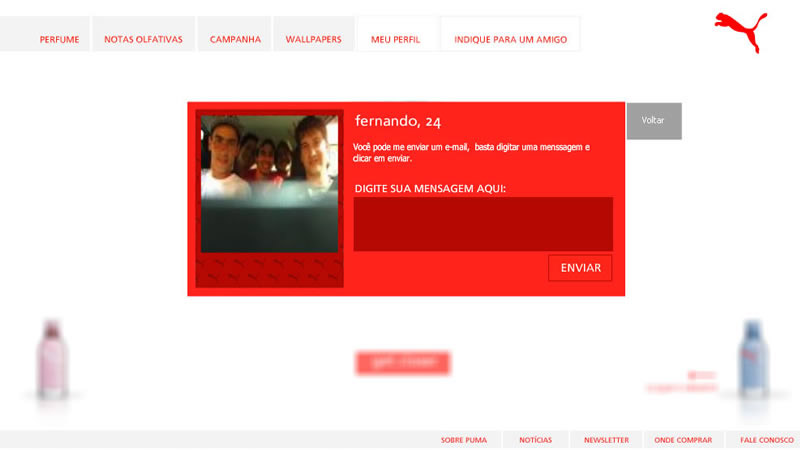 PERFUME
NOTAS OLFATIVAS
CAMPANHA
WALLPAPERS
MEU PERFIL
INDIQUE PARA UM AMIGO
fernando, 24
Voltar
Você pode me enviar um e-mail, basta digitar uma menssagem e
clicar em enviar.
DIGITE SUA MENSAGEM AQUI:
ENVIAR
get closer
SOBRE PUMA
NOTÍCIAS
NEWSLETTER
ONDE COMPRAR
FALE CONOSCO